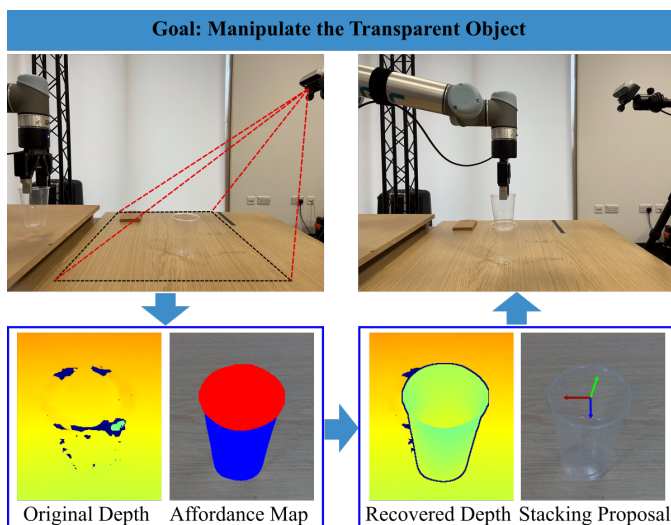 Goal: Manipulate the Transparent Object
Original Depth
Affordance Map
Recovered Depth
Stacking Proposal